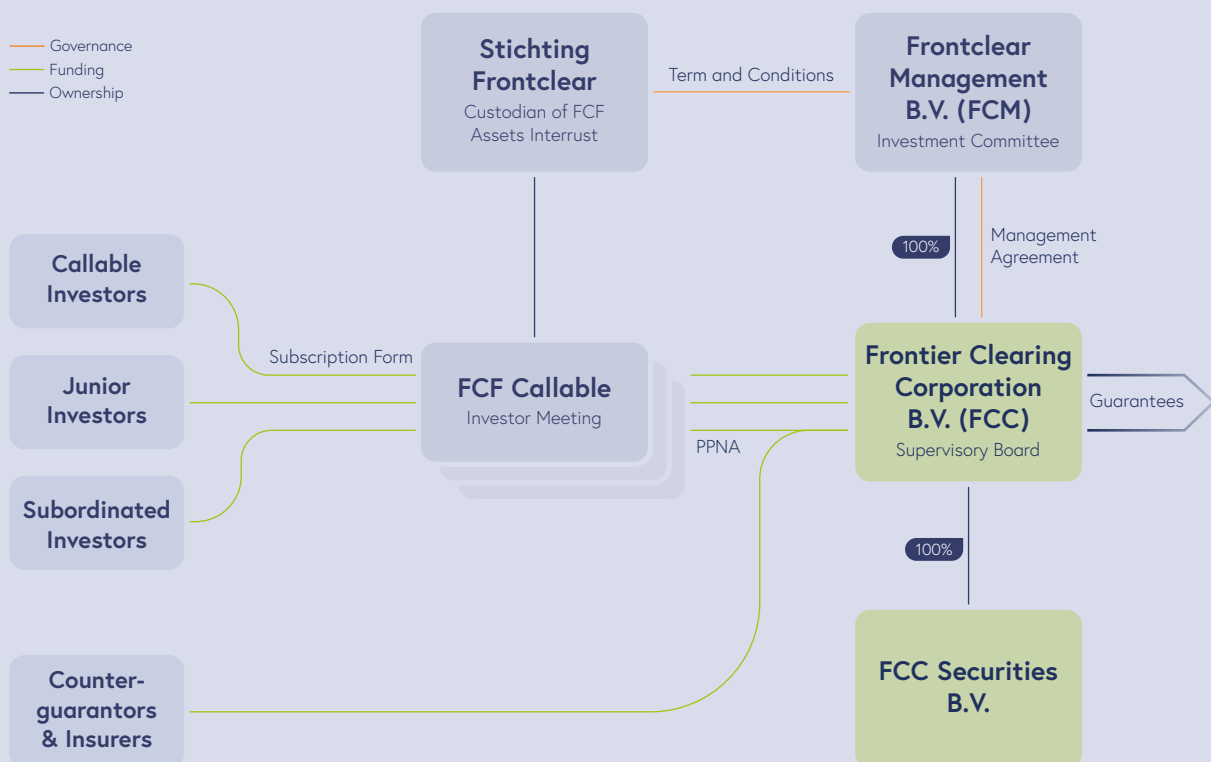 Governance
Funding
Ownership
Stichting
Frontclear
Custodian of FCF
Assets Interrust
Term and Conditions
Frontclear
Management
B.V. (FCM)
Investment Committee
100%
Management
Agreement
Callable
Investors
Junior
Investors
Subordinated
Investors
Counter-
guarantors
& Insurers
Subscription Form
FCF Callable
Investor Meeting
PPNA
Frontier Clearing
Corporation
B.V. (FCC)
Supervisory Board
Guarantees
100%
FCC Securities
B.V.